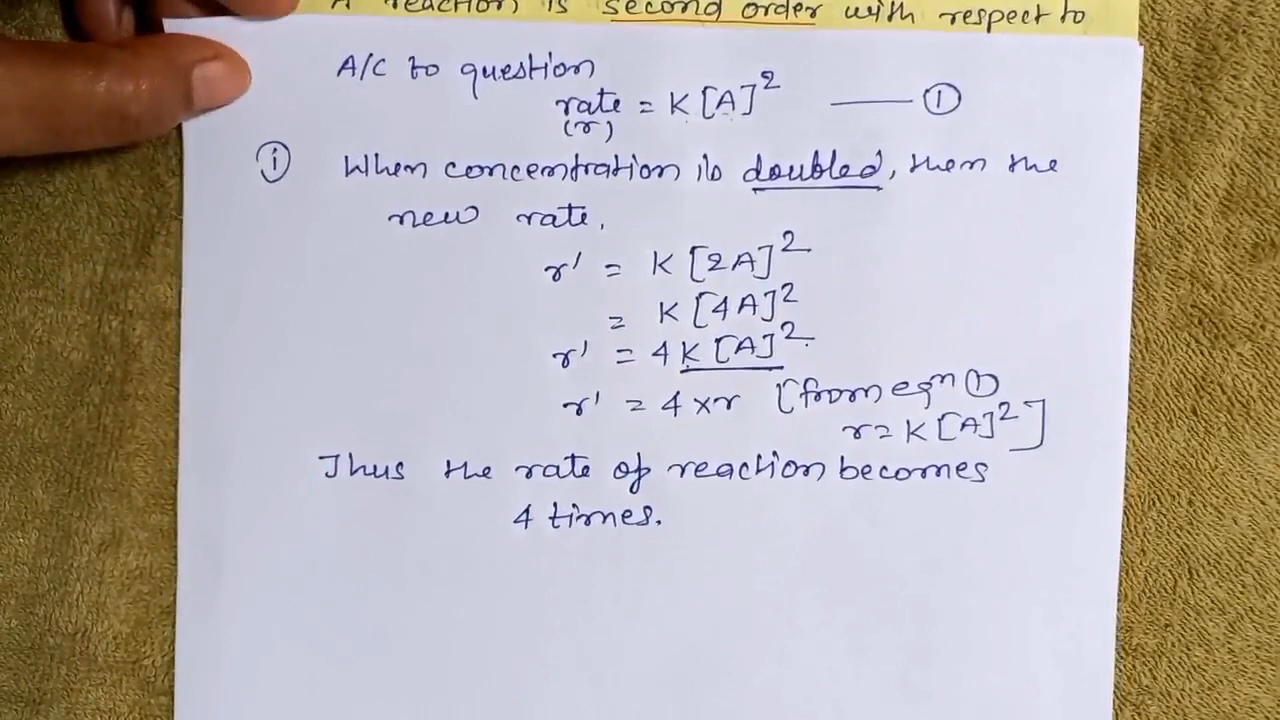 A reaction is second order with respect to
A/C to question
rate = K[A]² —— ①
(r)
① When concentration is doubled, then the
new rate,
r' = K[2A]²
= K[4A]²
r' = 4K[A]²
r' = 4×r [from eqn ①
r = K[A]²]
Thus the rate of reaction becomes
4 times.